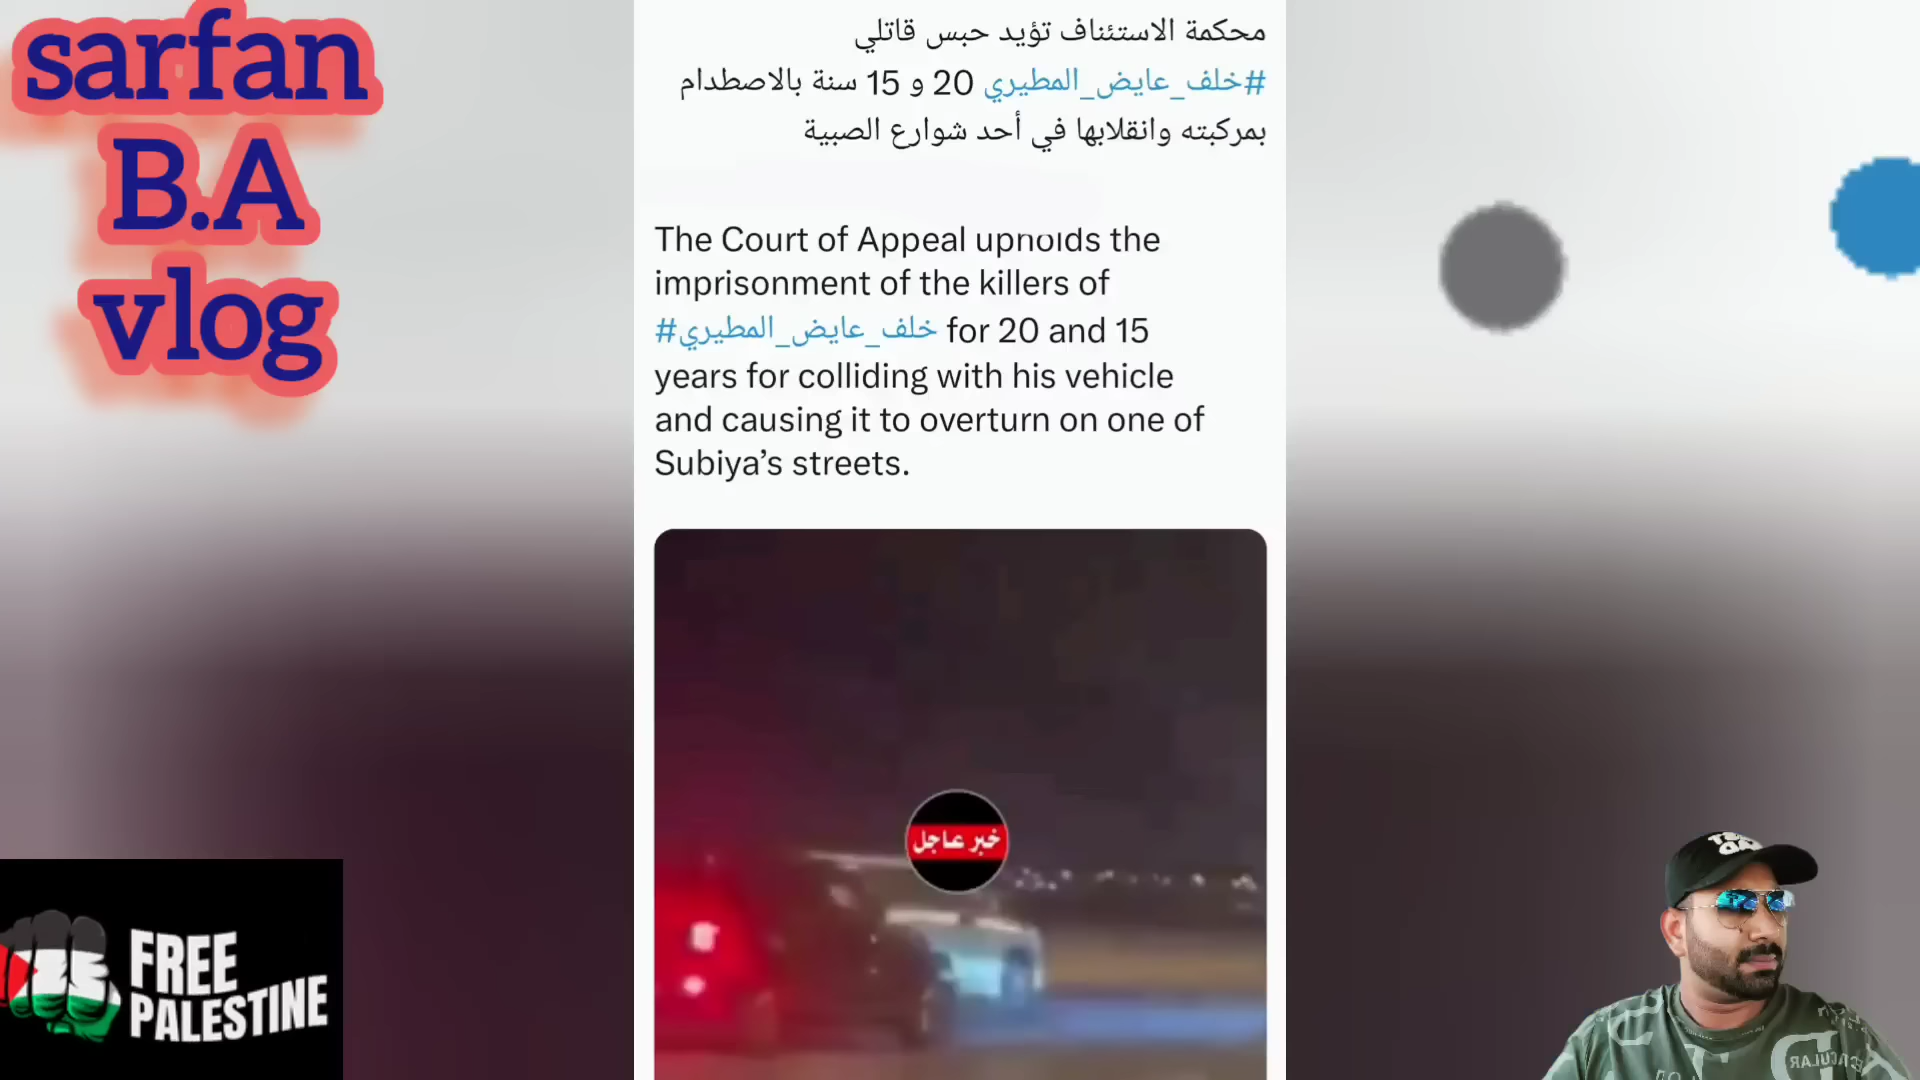 sarfan
B.A
vlog
محكمة الاستئناف تؤيد حبس قاتلي
#خلف_عايض_المطيري 20 و 15 سنة بالاصطدام
بمركبته وانقلابها في أحد شوارع الصبية
The Court of Appeal upholds the
imprisonment of the killers of
#خلف_عايض_المطيري for 20 and 15
years for colliding with his vehicle
and causing it to overturn on one of
Subiya’s streets.
خبر عاجل
FREE
PALESTINE